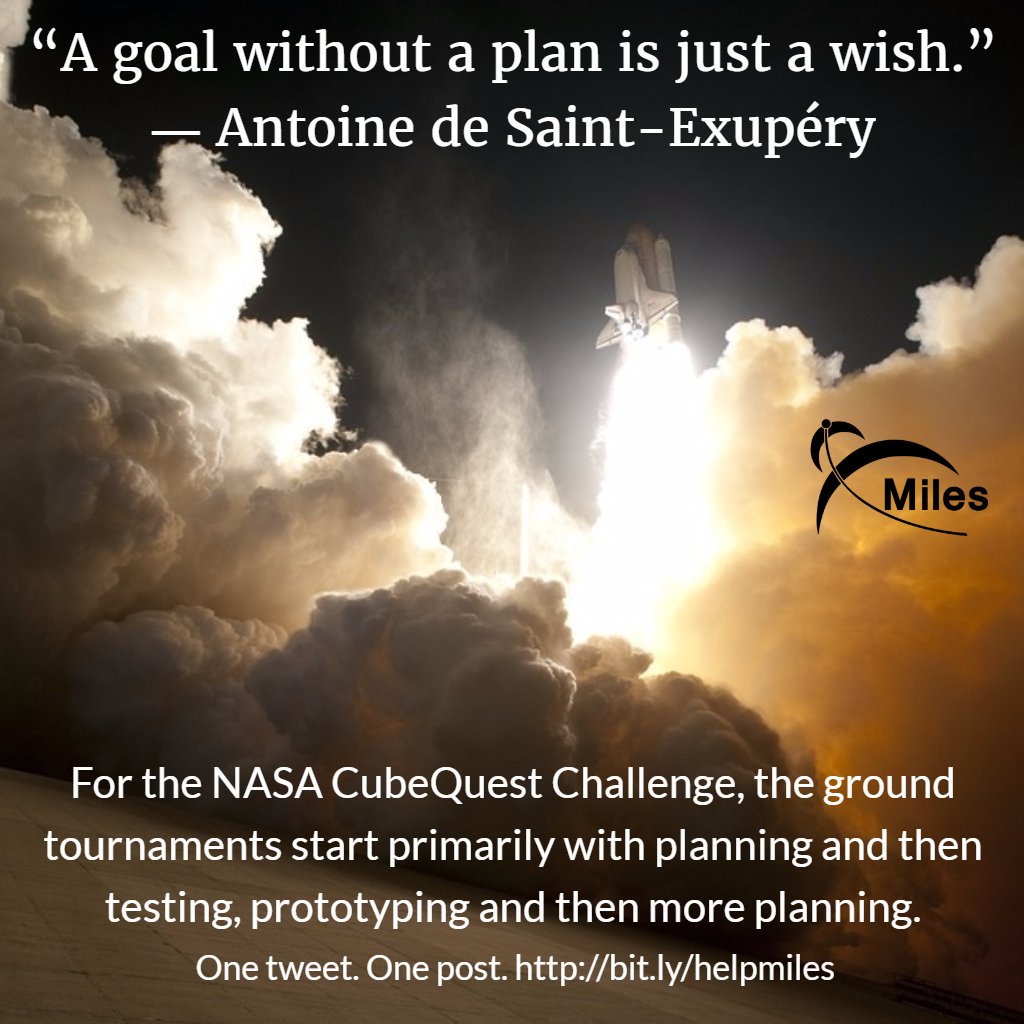 “A goal without a plan is just a wish.”
— Antoine de Saint-Exupéry
Miles
For the NASA CubeQuest Challenge, the ground
tournaments start primarily with planning and then
testing, prototyping and then more planning.
One tweet. One post. http://bit.ly/helpmiles